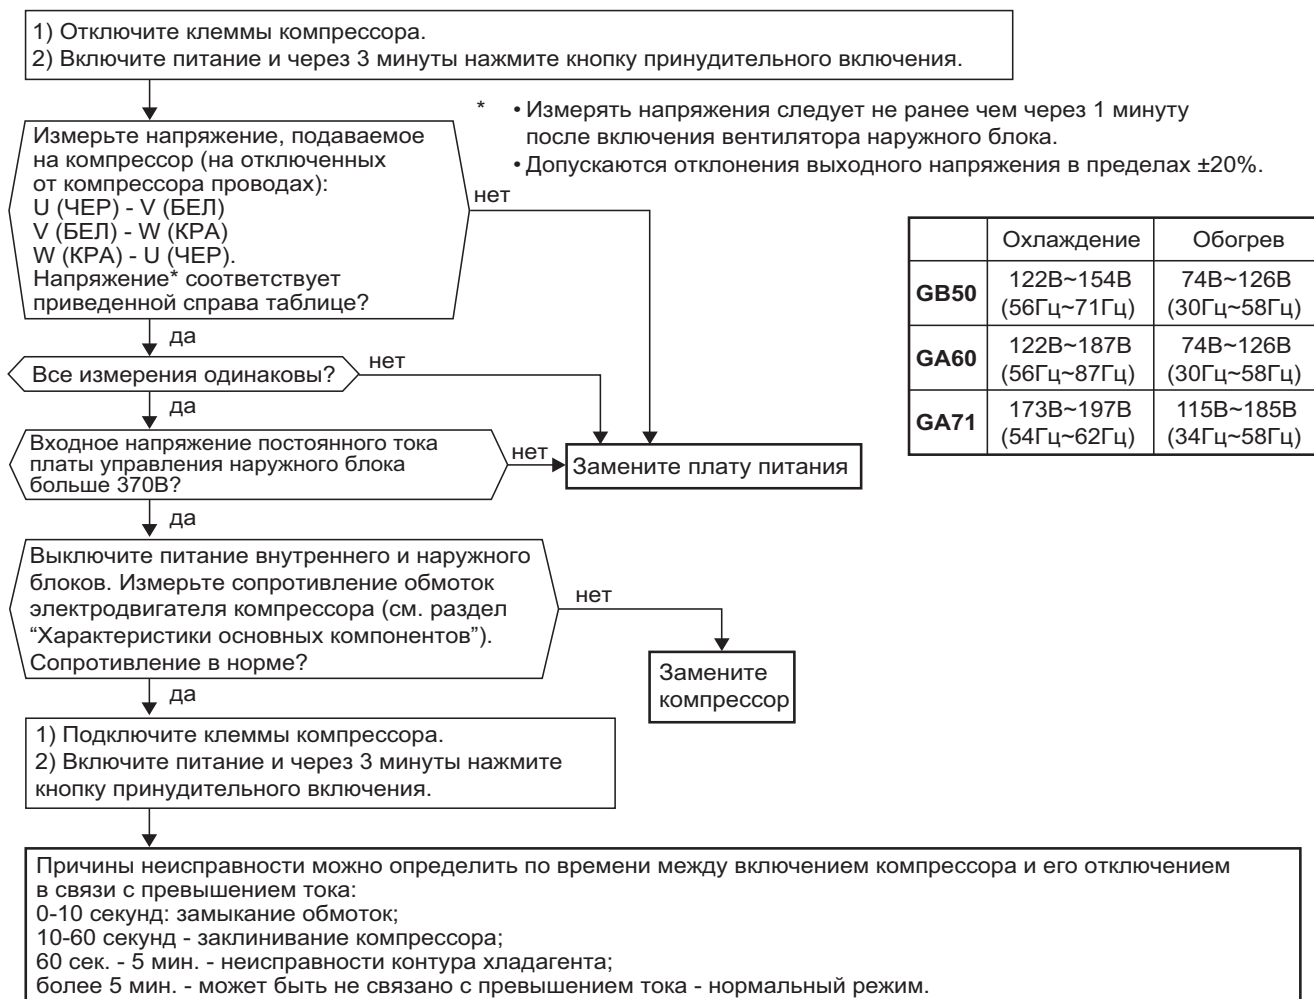 1) Отключите клеммы компрессора.
2) Включите питание и через 3 минуты нажмите кнопку принудительного включения.
* • Измерять напряжения следует не ранее чем через 1 минуту
после включения вентилятора наружного блока.
• Допускаются отклонения выходного напряжения в пределах ±20%.
Измерьте напряжение, подаваемое
на компрессор (на отключенных
от компрессора проводах):
U (ЧЕР) - V (БЕЛ)
V (БЕЛ) - W (КРА)
W (КРА) - U (ЧЕР).
Напряжение* соответствует
приведенной справа таблице?
нет
Охлаждение Обогрев
GB50 122В~154В (56Гц~71Гц) 74В~126В (30Гц~58Гц)
GA60 122В~187В (56Гц~87Гц) 74В~126В (30Гц~58Гц)
GA71 173В~197В (54Гц~62Гц) 115В~185В (34Гц~58Гц)
да
Все измерения одинаковы?
нет
да
Входное напряжение постоянного тока
платы управления наружного блока
больше 370В?
нет
Замените плату питания
да
Выключите питание внутреннего и наружного
блоков. Измерьте сопротивление обмоток
электродвигателя компрессора (см. раздел
“Характеристики основных компонентов”).
Сопротивление в норме?
нет
Замените
компрессор
да
1) Подключите клеммы компрессора.
2) Включите питание и через 3 минуты нажмите
кнопку принудительного включения.
Причины неисправности можно определить по времени между включением компрессора и его отключением
в связи с превышением тока:
0-10 секунд: замыкание обмоток;
10-60 секунд - заклинивание компрессора;
60 сек. - 5 мин. - неисправности контура хладагента;
более 5 мин. - может быть не связано с превышением тока - нормальный режим.